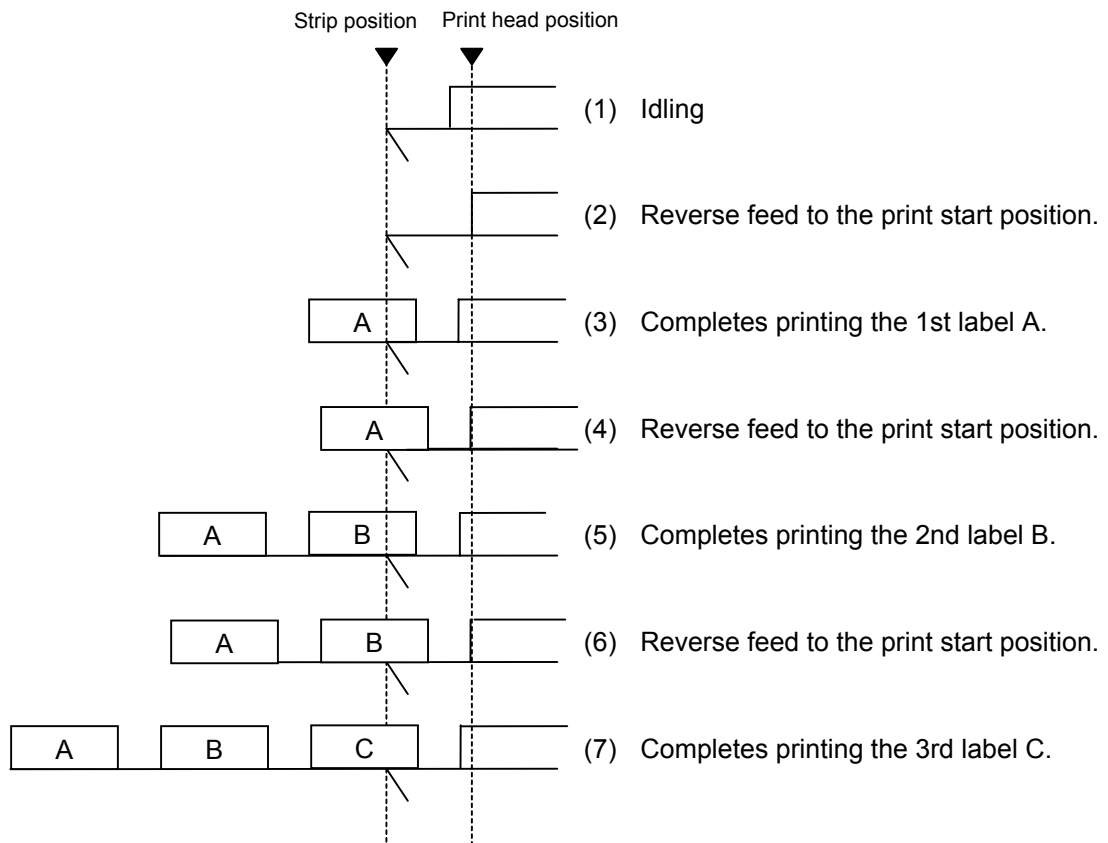 Strip position Print head position
(1) Idling
(2) Reverse feed to the print start position.
A
(3) Completes printing the 1st label A.
A
(4) Reverse feed to the print start position.
A B
(5) Completes printing the 2nd label B.
A B
(6) Reverse feed to the print start position.
A B C
(7) Completes printing the 3rd label C.